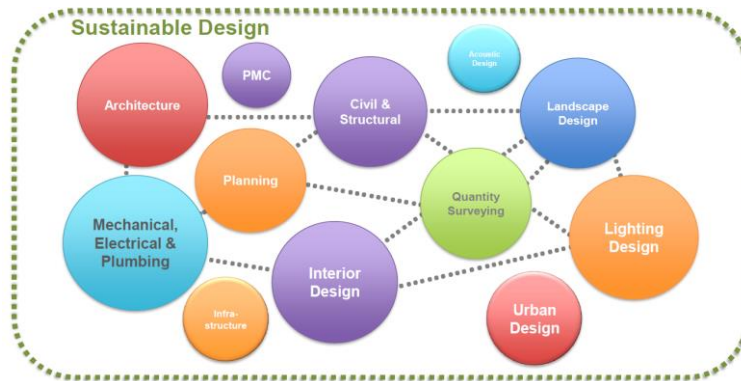 Sustainable Design
Architecture
PMC
Civil &
Structural
Acoustic
Design
Landscape
Design
Planning
Quantity
Surveying
Mechanical,
Electrical &
Plumbing
Interior
Design
Lighting
Design
Infra-
structure
Urban
Design